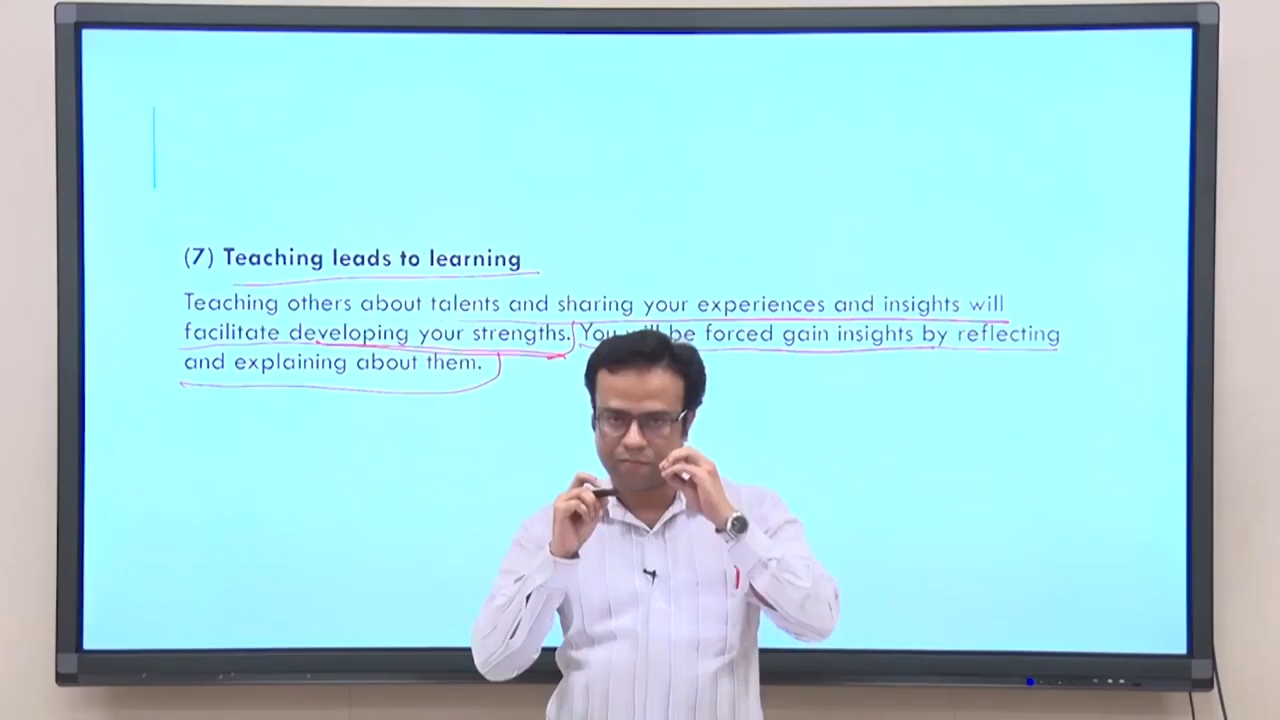 (7) Teaching leads to learning
Teaching others about talents and sharing your experiences and insights will
facilitate developing your strengths. You will be forced gain insights by reflecting
and explaining about them.